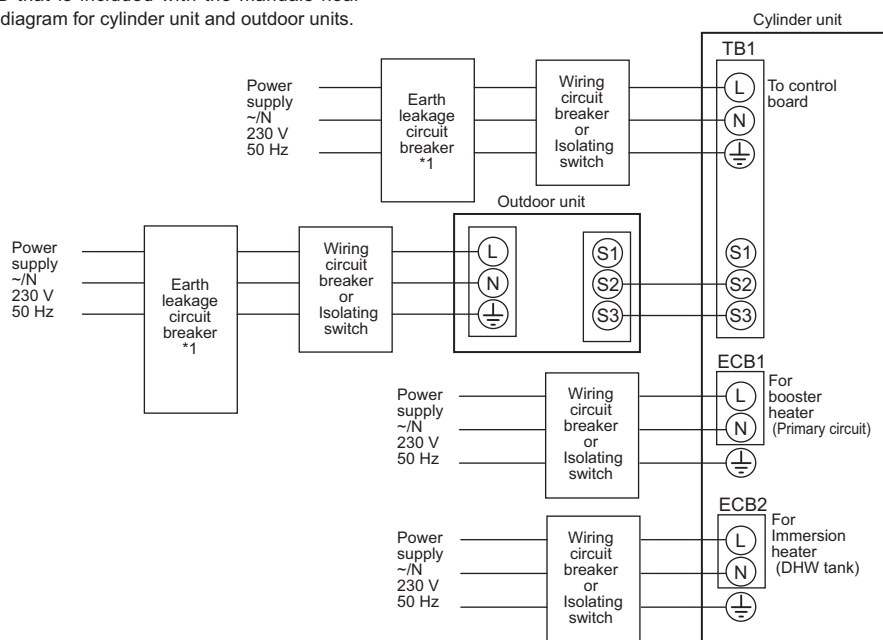 B that is included with the manuals near
diagram for cylinder unit and outdoor units.
Cylinder unit
TB1
Power
supply
~/N
230 V
50 Hz
Earth
leakage
circuit
breaker
*1
Wiring
circuit
breaker
or
Isolating
switch
L
N
To control
board
Outdoor unit
Power
supply
~/N
230 V
50 Hz
Earth
leakage
circuit
breaker
*1
Wiring
circuit
breaker
or
Isolating
switch
L
N
S1
S2
S3
S1
S2
S3
ECB1
Power
supply
~/N
230 V
50 Hz
Wiring
circuit
breaker
or
Isolating
switch
L
N
For
booster
heater
(Primary circuit)
ECB2
Power
supply
~/N
230 V
50 Hz
Wiring
circuit
breaker
or
Isolating
switch
L
N
For
Immersion
heater
(DHW tank)